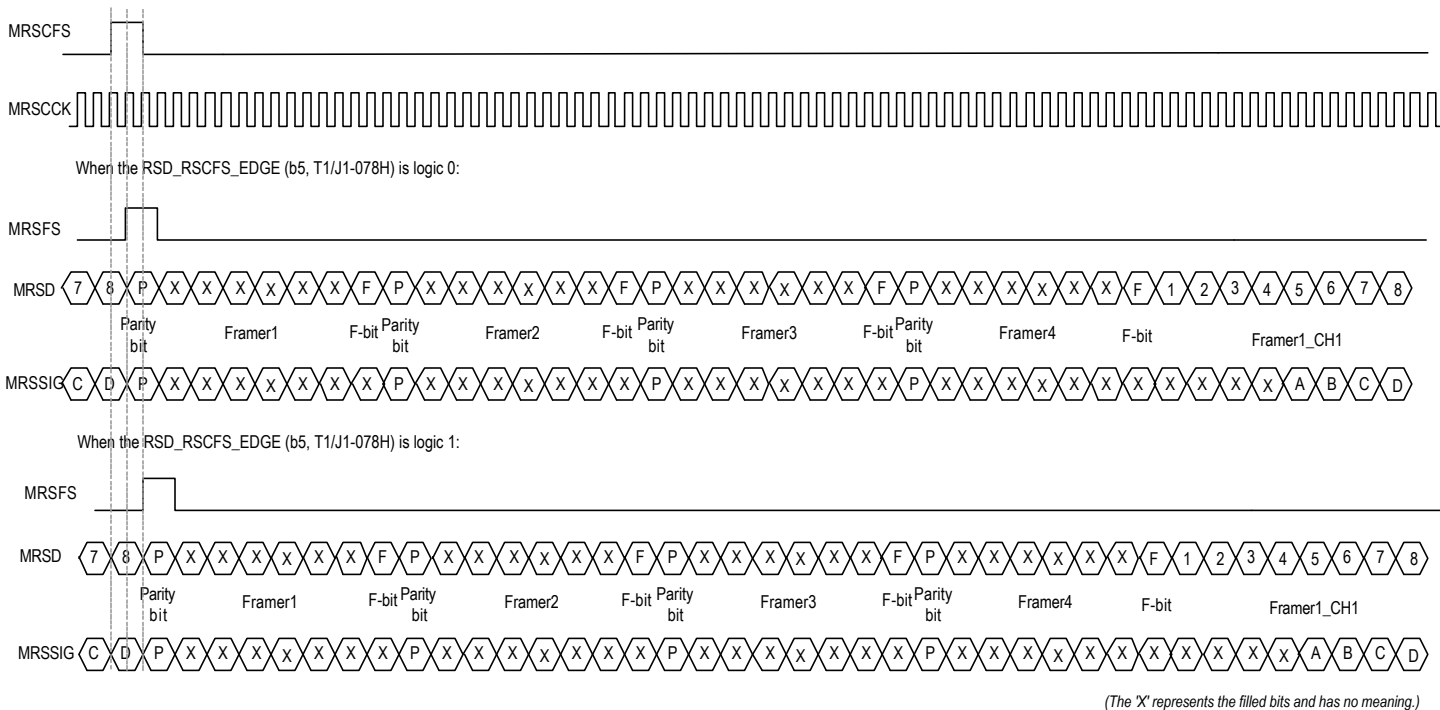 MRSCFS
MRSCCK
When the RSD_RSCFS_EDGE (b5, T1/J1-078H) is logic 0:
MRSFS
MRSD 7 8 P X X X X X X F P X X X X X X F P X X X X X X F P X X X X X X F 1 2 3 4 5 6 7 8
Parity bit Framer1 F-bit Parity bit Framer2 F-bit Parity bit Framer3 F-bit Parity bit Framer4 F-bit Framer1_CH1
MRSSIG C D P X X X X X X X P X X X X X X X P X X X X X X X P X X X X X X X X X X X A B C D
When the RSD_RSCFS_EDGE (b5, T1/J1-078H) is logic 1:
MRSFS
MRSD 7 8 P X X X X X X F P X X X X X X F P X X X X X X F P X X X X X X F 1 2 3 4 5 6 7 8
Parity bit Framer1 F-bit Parity bit Framer2 F-bit Parity bit Framer3 F-bit Parity bit Framer4 F-bit Framer1_CH1
MRSSIG C D P X X X X X X X P X X X X X X X P X X X X X X X P X X X X X X X X X X X A B C D
(The 'X' represents the filled bits and has no meaning.)